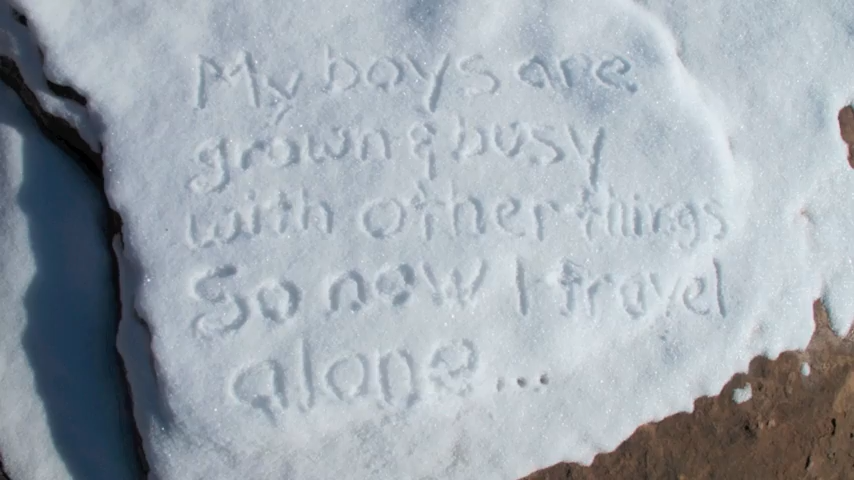 My boys are
grown & busy
with other things
So now I travel
alone...